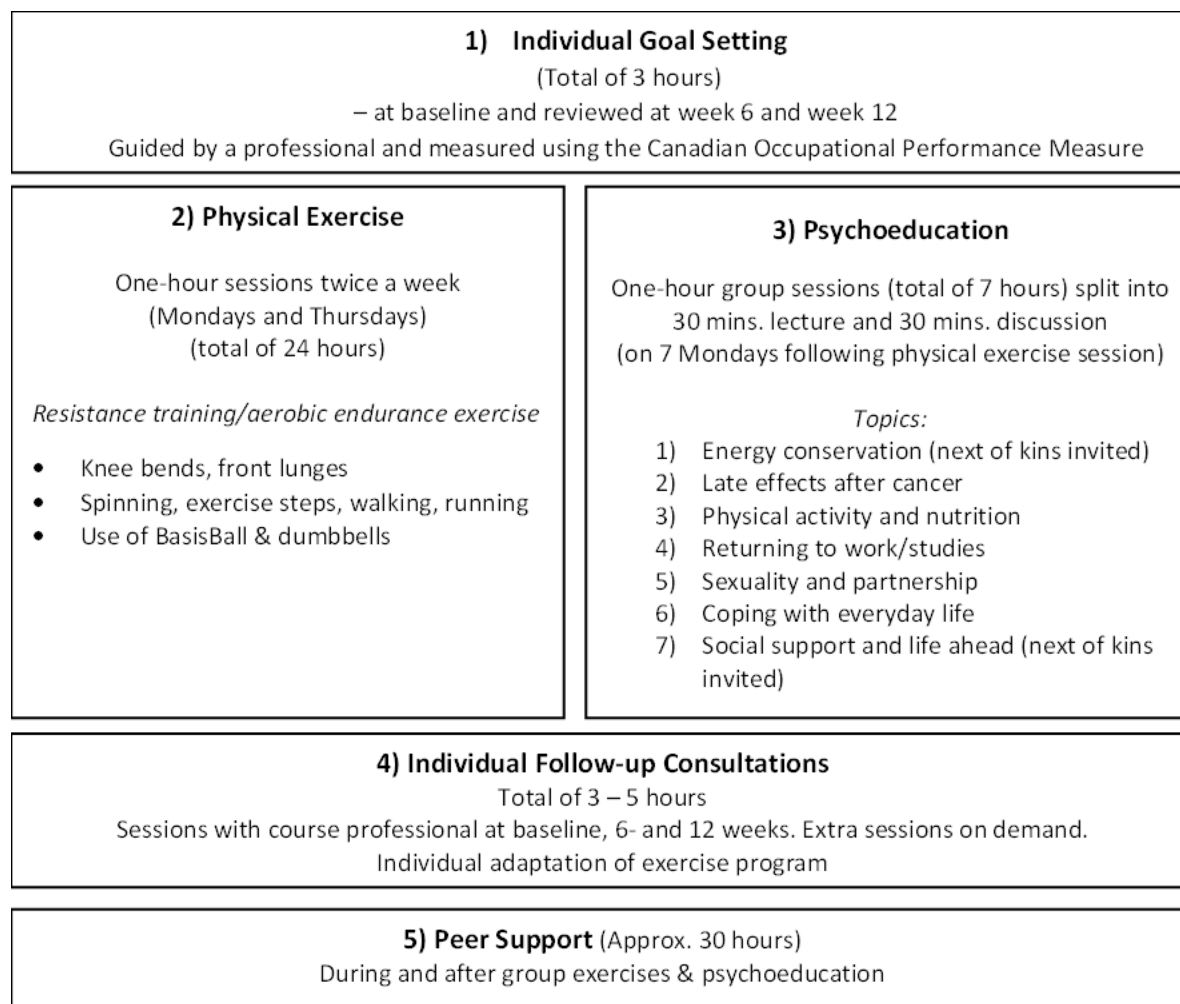 1) Individual Goal Setting
(Total of 3 hours)
– at baseline and reviewed at week 6 and week 12
Guided by a professional and measured using the Canadian Occupational Performance Measure
2) Physical Exercise
One-hour sessions twice a week
(Mondays and Thursdays)
(total of 24 hours)
Resistance training/aerobic endurance exercise
• Knee bends, front lunges
• Spinning, exercise steps, walking, running
• Use of BasisBall & dumbbells
3) Psychoeducation
One-hour group sessions (total of 7 hours) split into
30 mins. lecture and 30 mins. discussion
(on 7 Mondays following physical exercise session)
Topics:
1) Energy conservation (next of kins invited)
2) Late effects after cancer
3) Physical activity and nutrition
4) Returning to work/studies
5) Sexuality and partnership
6) Coping with everyday life
7) Social support and life ahead (next of kins
invited)
4) Individual Follow-up Consultations
Total of 3 – 5 hours
Sessions with course professional at baseline, 6- and 12 weeks. Extra sessions on demand.
Individual adaptation of exercise program
5) Peer Support (Approx. 30 hours)
During and after group exercises & psychoeducation